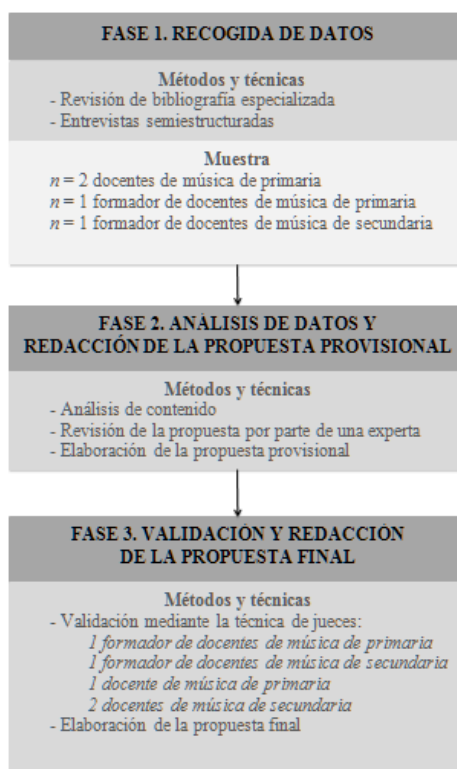 FASE 1. RECOGIDA DE DATOS
Métodos y técnicas
- Revisión de bibliografía especializada
- Entrevistas semiestructuradas
Muestra
n = 2 docentes de música de primaria
n = 1 formador de docentes de música de primaria
n = 1 formador de docentes de música de secundaria
FASE 2. ANÁLISIS DE DATOS Y
REDACCIÓN DE LA PROPUESTA PROVISIONAL
Métodos y técnicas
- Análisis de contenido
- Revisión de la propuesta por parte de una experta
- Elaboración de la propuesta provisional
FASE 3. VALIDACIÓN Y REDACCIÓN
DE LA PROPUESTA FINAL
Métodos y técnicas
- Validación mediante la técnica de jueces:
1 formador de docentes de música de primaria
1 formador de docentes de música de secundaria
1 docente de música de primaria
2 docentes de música de secundaria
- Elaboración de la propuesta final